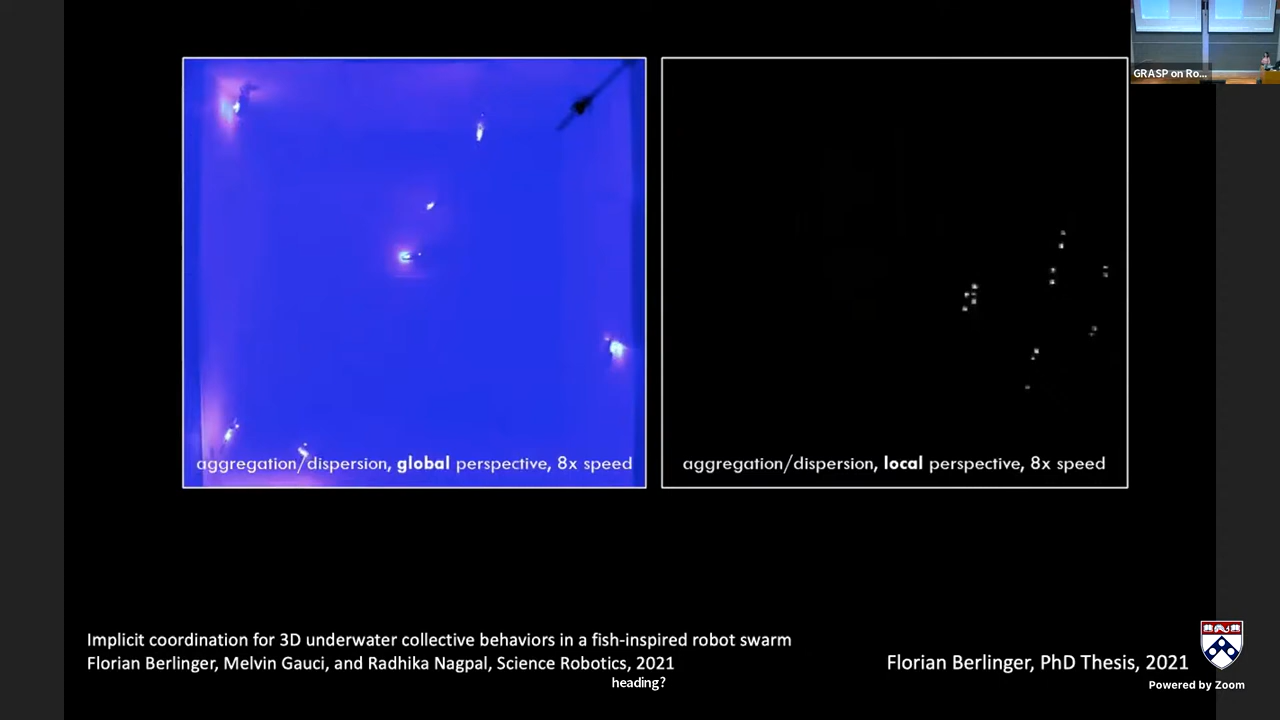 GRASP on Ro...
aggregation/dispersion, global perspective, 8x speed
aggregation/dispersion, local perspective, 8x speed
Implicit coordination for 3D underwater collective behaviors in a fish-inspired robot swarm
Florian Berlinger, Melvin Gauci, and Radhika Nagpal, Science Robotics, 2021
Florian Berlinger, PhD Thesis, 2021
heading?
Powered by Zoom